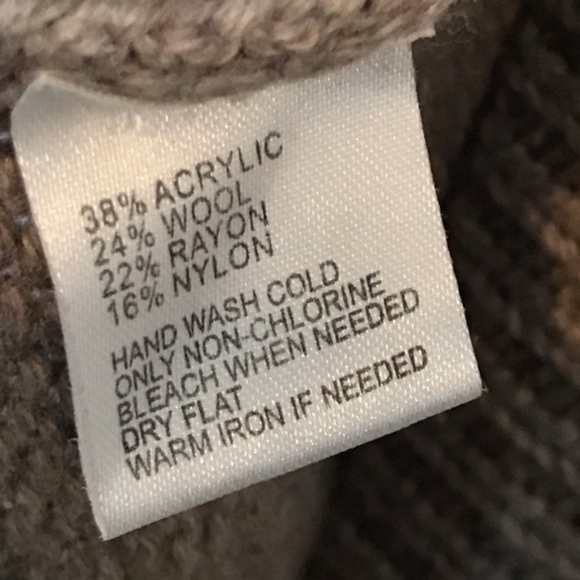 38% ACRYLIC
24% WOOL
22% RAYON
16% NYLON
HAND WASH COLD
ONLY NON-CHLORINE
BLEACH WHEN NEEDED
DRY FLAT
WARM IRON IF NEEDED